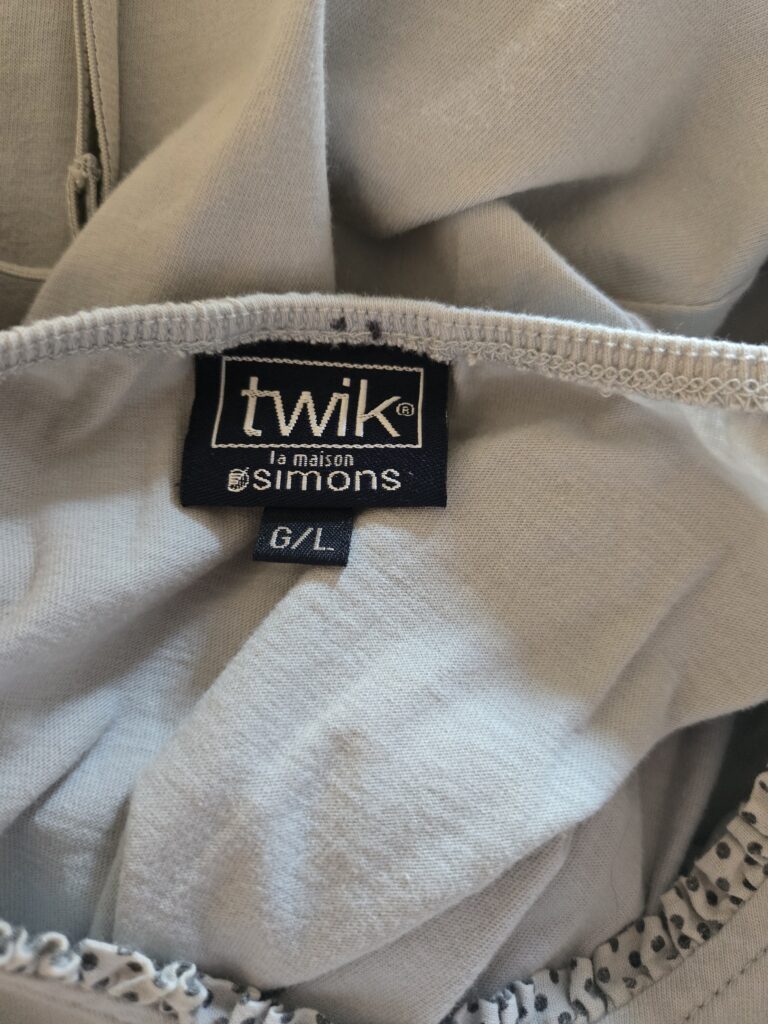 twik®
la maison
simons
G/L